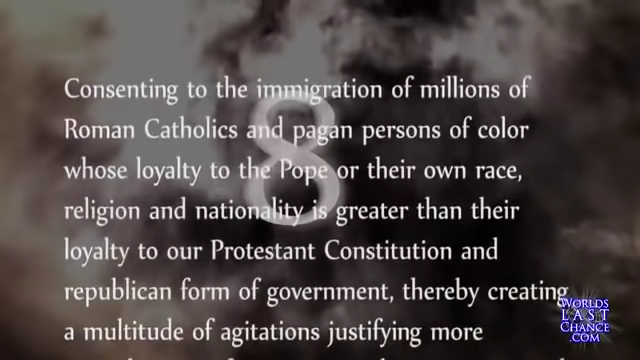 8
Consenting to the immigration of millions of
Roman Catholics and pagan persons of color
whose loyalty to the Pope or their own race,
religion and nationality is greater than their
loyalty to our Protestant Constitution and
republican form of government, thereby creating
a multitude of agitations justifying more
WORLDS
LAST
CHANCE
.COM